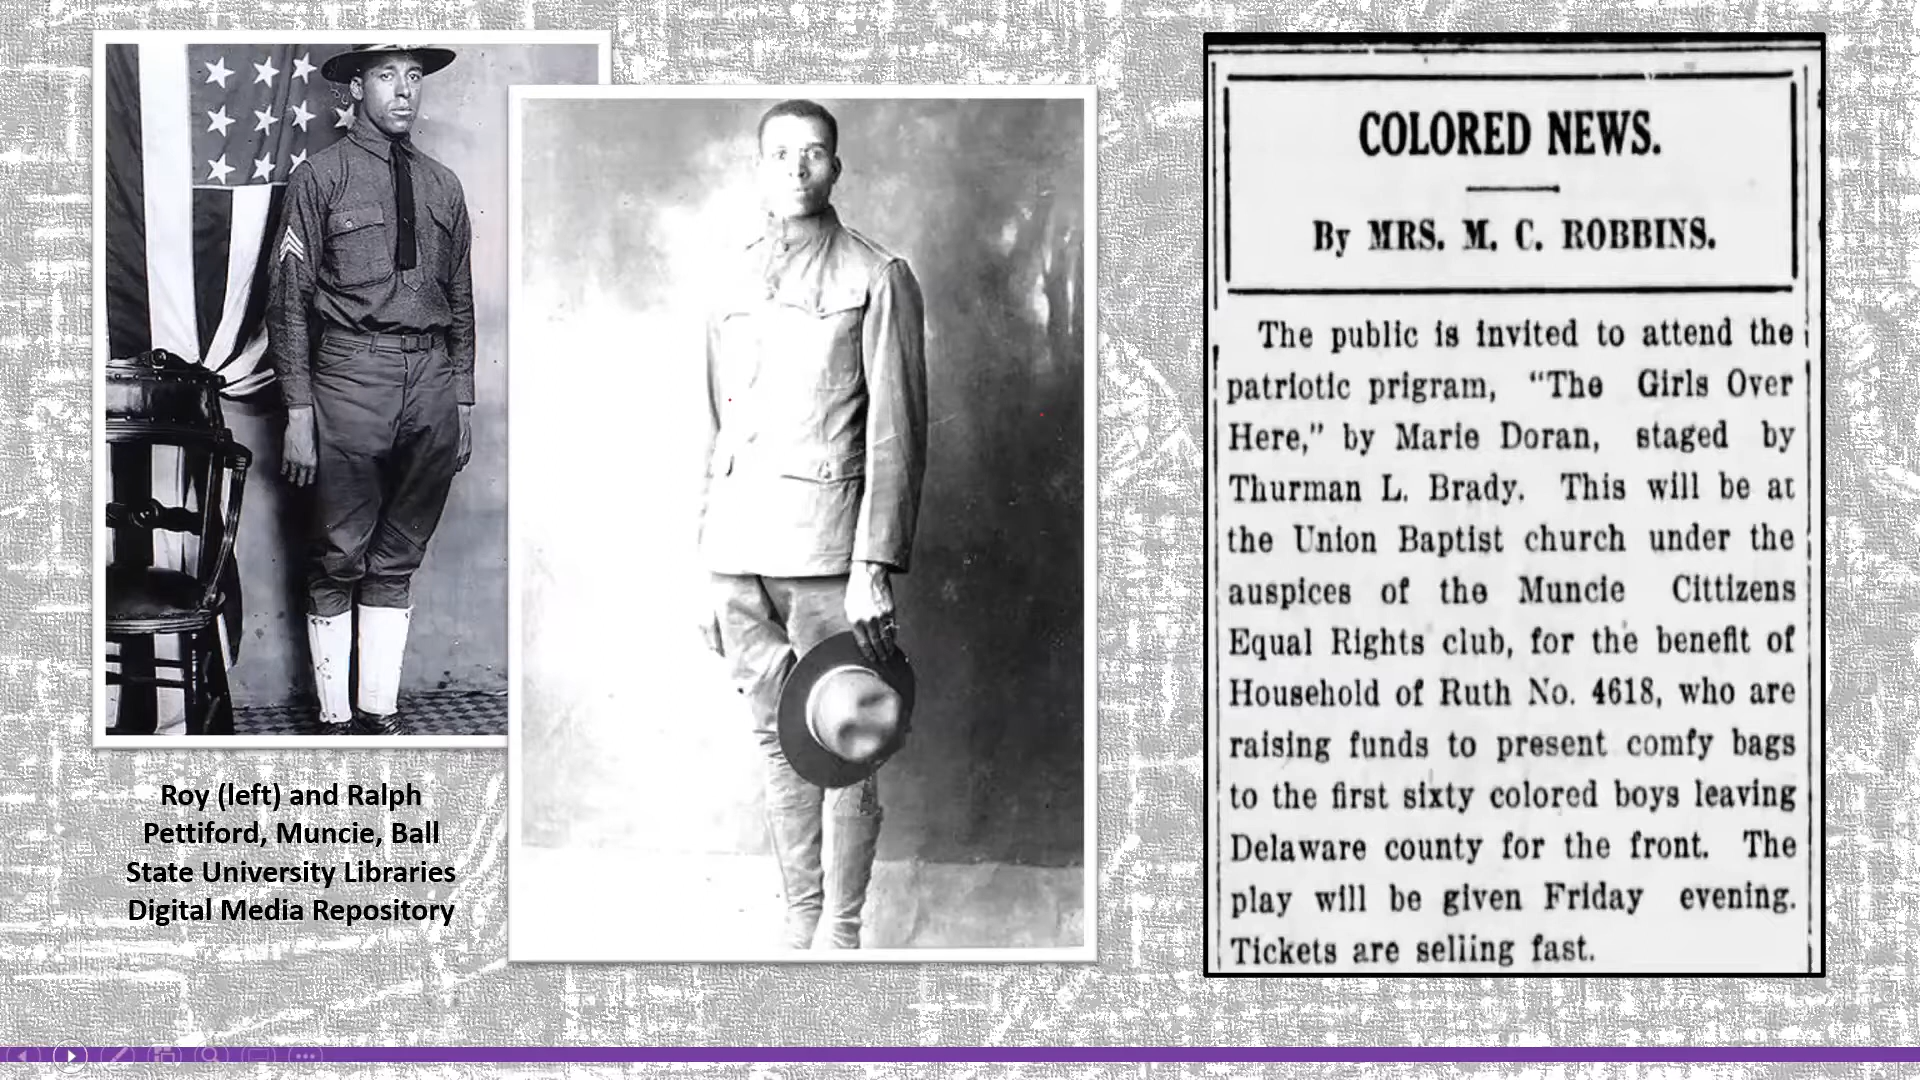 Roy (left) and Ralph
Pettiford, Muncie, Ball
State University Libraries
Digital Media Repository
COLORED NEWS.
By MRS. M. C. ROBBINS.
The public is invited to attend the
patriotic prigram, “The Girls Over
Here,” by Marie Doran, staged by
Thurman L. Brady. This will be at
the Union Baptist church under the
auspices of the Muncie Cittizens
Equal Rights club, for the benefit of
Household of Ruth No. 4618, who are
raising funds to present comfy bags
to the first sixty colored boys leaving
Delaware county for the front. The
play will be given Friday evening.
Tickets are selling fast.